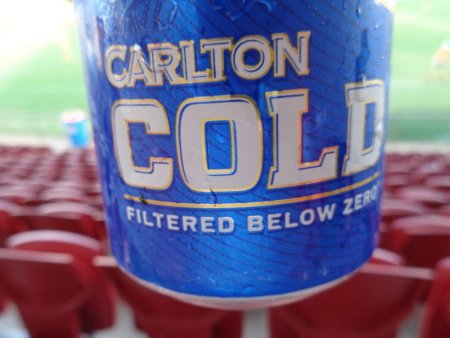 CARLTON
COLD
FILTERED BELOW ZERO